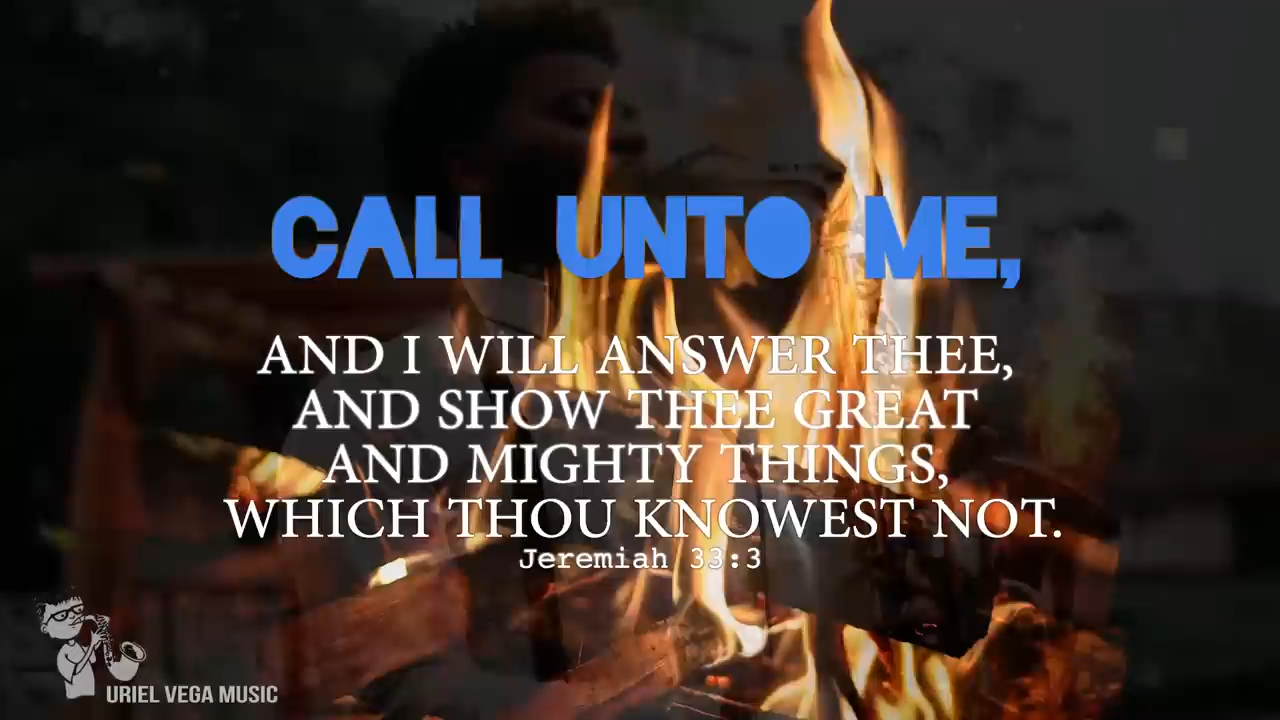 CALL UNTO ME,
AND I WILL ANSWER THEE,
AND SHOW THEE GREAT
AND MIGHTY THINGS,
WHICH THOU KNOWEST NOT.
Jeremiah 33:3
URIEL VEGA MUSIC